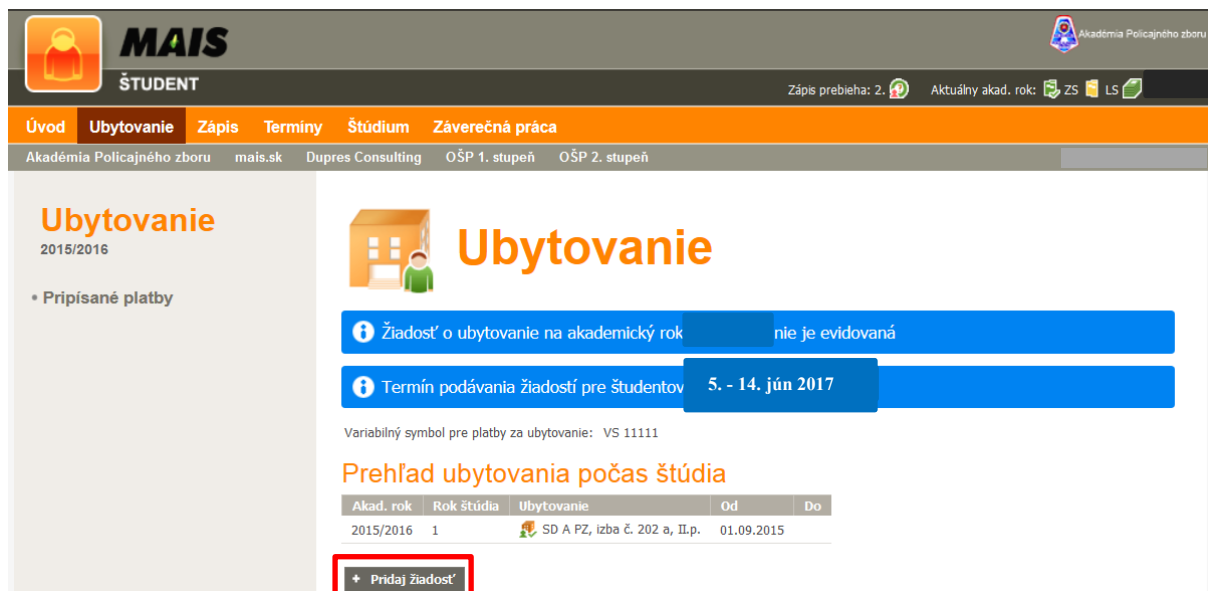 MAIS
Akadémia Policajného zboru
ŠTUDENT
Zápis prebieha: 2. Aktuálny akad. rok: ZS LS
Úvod Ubytovanie Zápis Termíny Štúdium Záverečná práca
Akadémia Policajného zboru mais.sk Dupres Consulting OŠP 1. stupeň OŠP 2. stupeň
Ubytovanie
2015/2016
• Pripísané platby
Ubytovanie
Žiadosť o ubytovanie na akademický rok nie je evidovaná
Termín podávania žiadostí pre študentov 5. - 14. jún 2017
Variabilný symbol pre platby za ubytovanie: VS 11111
Prehľad ubytovania počas štúdia
Akad. rok Rok štúdia Ubytovanie Od Do
2015/2016 1 SD A PZ, izba č. 202 a, II.p. 01.09.2015
+ Pridaj žiadosť